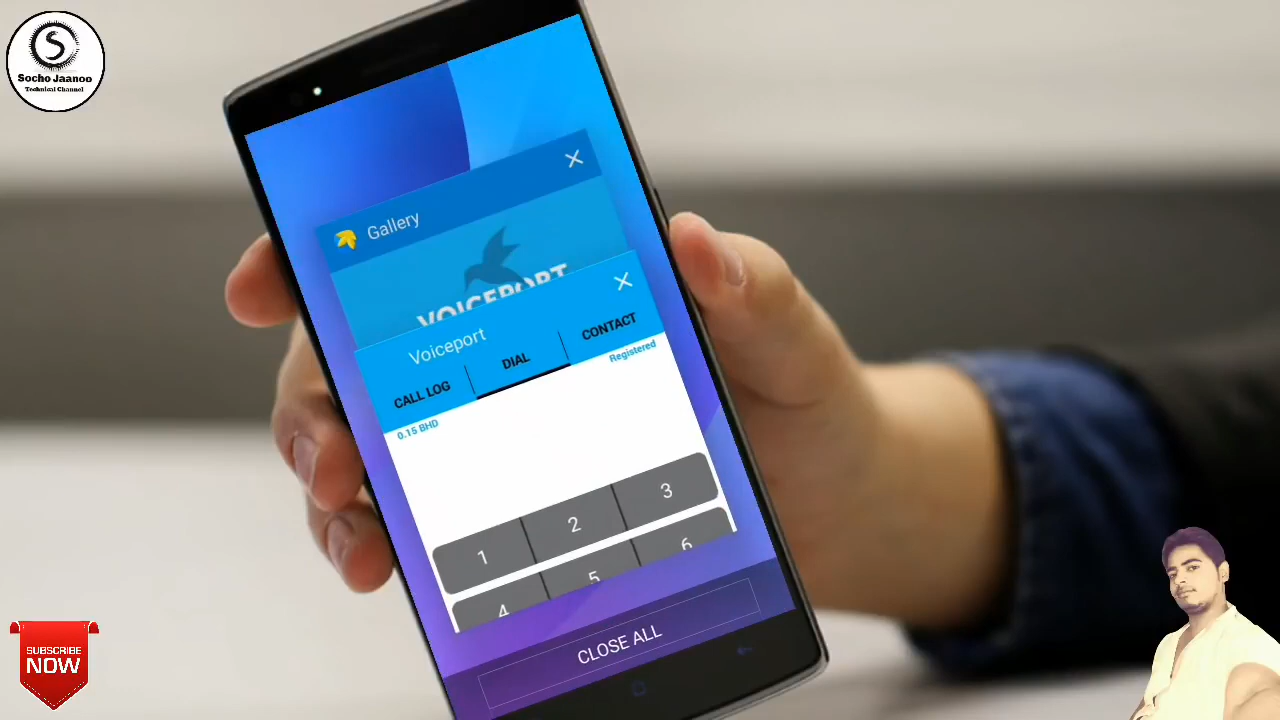 Socho Jaanoo
Technical Channel
Gallery
VOICEPORT
Voiceport
CALL LOG
DIAL
CONTACT
Registered
0.15 BHD
1
2
3
4
5
6
CLOSE ALL
SUBSCRIBE
NOW